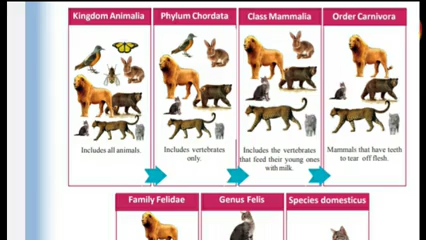 Kingdom Animalia
Phylum Chordata
Class Mammalia
Order Carnivora
Includes all animals.
Includes vertebrates
only.
Includes the vertebrates
that feed their young ones
with milk.
Mammals that have teeth
to tear off flesh.
Family Felidae
Genus Felis
Species domesticus